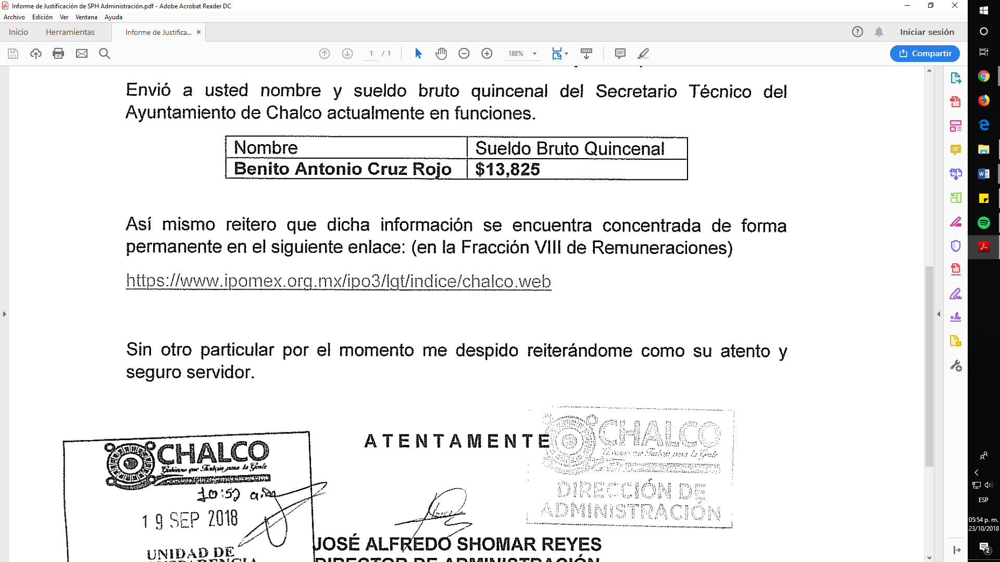 Informe de Justificación de SPH Administración.pdf - Adobe Acrobat Reader DC
Archivo Edición Ver Ventana Ayuda
Inicio Herramientas Informe de Justifica... × Iniciar sesión
1 / 1 188% Compartir
Envió a usted nombre y sueldo bruto quincenal del Secretario Técnico del
Ayuntamiento de Chalco actualmente en funciones.
Nombre Sueldo Bruto Quincenal
Benito Antonio Cruz Rojo $13,825
Así mismo reitero que dicha información se encuentra concentrada de forma
permanente en el siguiente enlace: (en la Fracción VIII de Remuneraciones)
https://www.ipomex.org.mx/ipo3/lgt/indice/chalco.web
Sin otro particular por el momento me despido reiterándome como su atento y
seguro servidor.
ATENTAMENTE
CHALCO
Gobierno que Trabaja para la Gente
DIRECCIÓN DE
ADMINISTRACIÓN
CHALCO
Gobierno que Trabaja para la Gente
10:57 a.m
19 SEP 2018
UNIDAD DE
TRANSPARENCIA
JOSÉ ALFREDO SHOMAR REYES
DIRECTOR DE ADMINISTRACIÓN
ESP
05:54 p. m.
23/10/2018
2